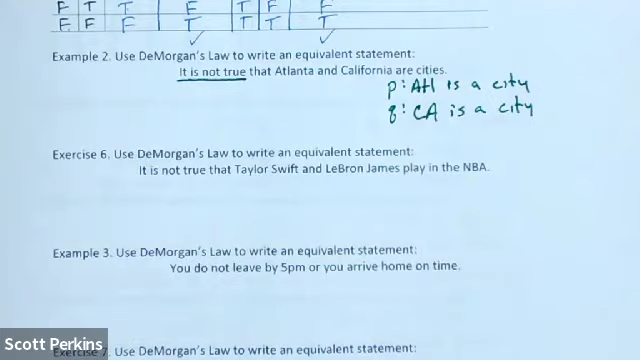 F T T F T F F
F F F T T T T
Example 2. Use DeMorgan's Law to write an equivalent statement:
It is not true that Atlanta and California are cities.
p: Atl is a city
q: CA is a city
Exercise 6. Use DeMorgan's Law to write an equivalent statement:
It is not true that Taylor Swift and LeBron James play in the NBA.
Example 3. Use DeMorgan's Law to write an equivalent statement:
You do not leave by 5pm or you arrive home on time.
Exercise 7. Use DeMorgan's Law to write an equivalent statement:
Scott Perkins